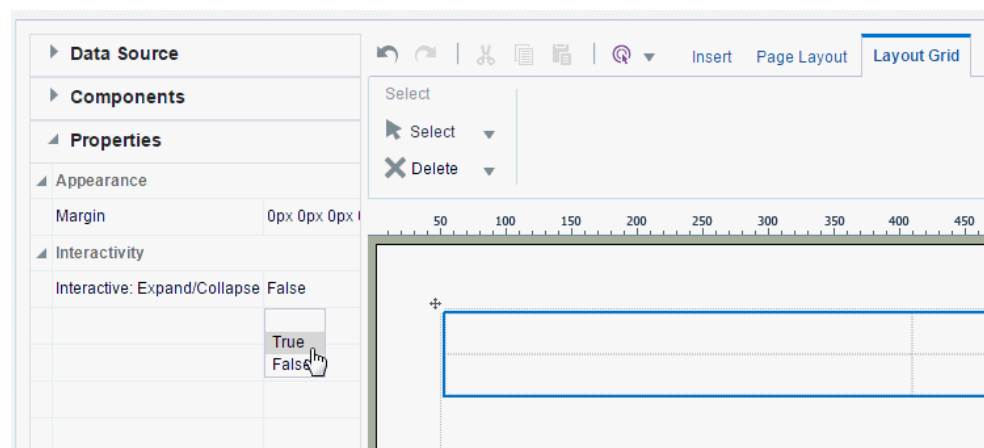 Data Source
Components
Properties
Appearance
Margin 0px 0px 0px
Interactivity
Interactive: Expand/Collapse False
True
False
Insert Page Layout Layout Grid
Select
Select
Delete
50 100 150 200 250 300 350 400 450